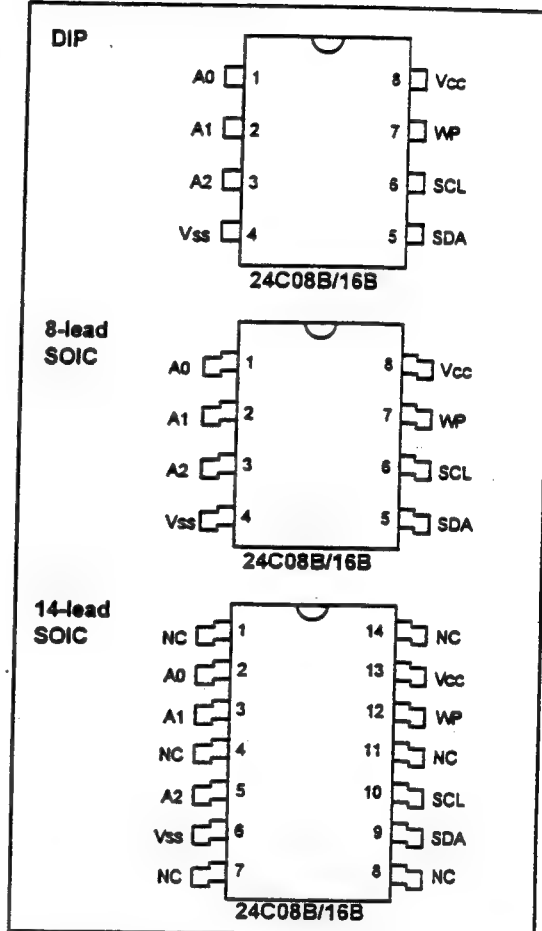 DIP
A0 1 8 Vcc
A1 2 7 WP
A2 3 6 SCL
Vss 4 5 SDA
24C08B/16B
8-lead
SOIC
A0 1 8 Vcc
A1 2 7 WP
A2 3 6 SCL
Vss 4 5 SDA
24C08B/16B
14-lead
SOIC
NC 1 14 NC
A0 2 13 Vcc
A1 3 12 WP
NC 4 11 NC
A2 5 10 SCL
Vss 6 9 SDA
NC 7 8 NC
24C08B/16B